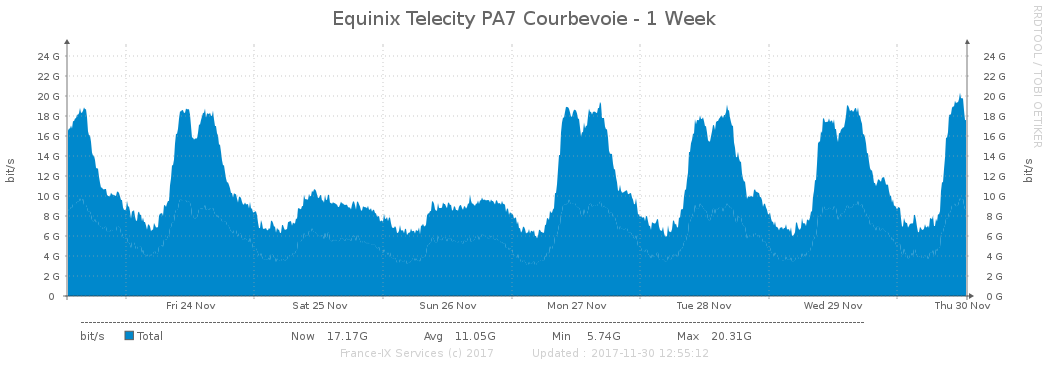 Equinix Telecity PA7 Courbevoie - 1 Week
RRDTOOL / TOBI OETIKER
bit/s
24 G 24 G
22 G 22 G
20 G 20 G
18 G 18 G
16 G 16 G
14 G 14 G
12 G 12 G
10 G 10 G
8 G 8 G
6 G 6 G
4 G 4 G
2 G 2 G
0 0 G
bit/s
Fri 24 Nov Sat 25 Nov Sun 26 Nov Mon 27 Nov Tue 28 Nov Wed 29 Nov Thu 30 Nov
bit/s Total Now 17.17G Avg 11.05G Min 5.74G Max 20.31G
France-IX Services (c) 2017 Updated : 2017-11-30 12:55:12